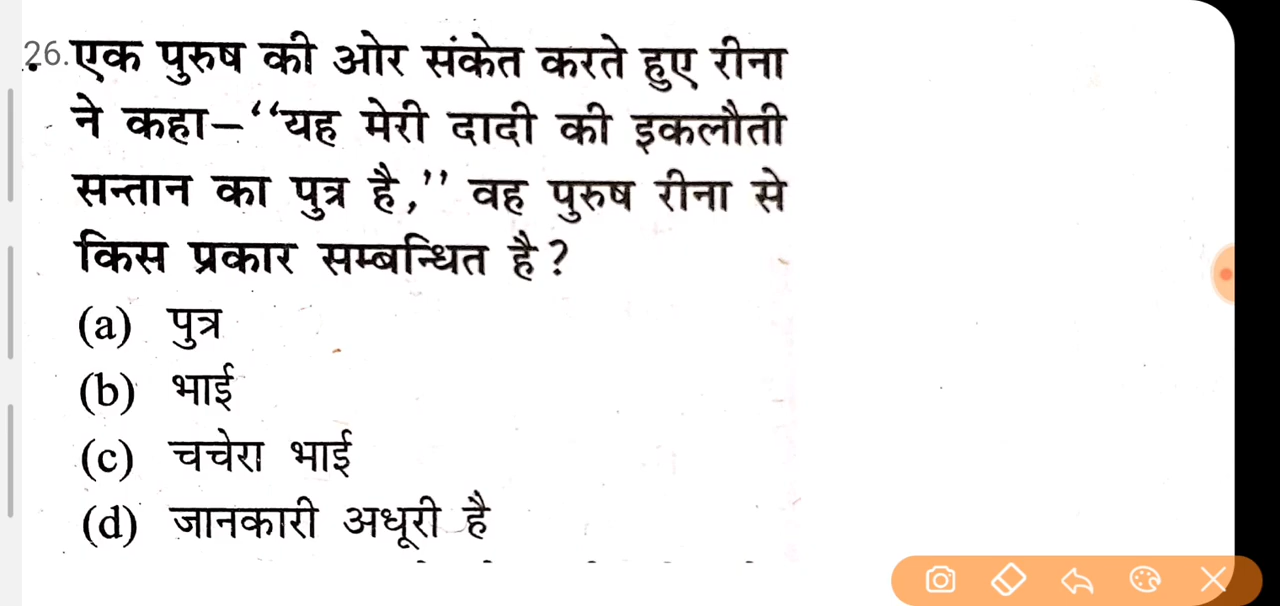 26. एक पुरुष की ओर संकेत करते हुए रीना
ने कहा–‘‘यह मेरी दादी की इकलौती
सन्तान का पुत्र है,’’ वह पुरुष रीना से
किस प्रकार सम्बन्धित है?
(a) पुत्र
(b) भाई
(c) चचेरा भाई
(d) जानकारी अधूरी है